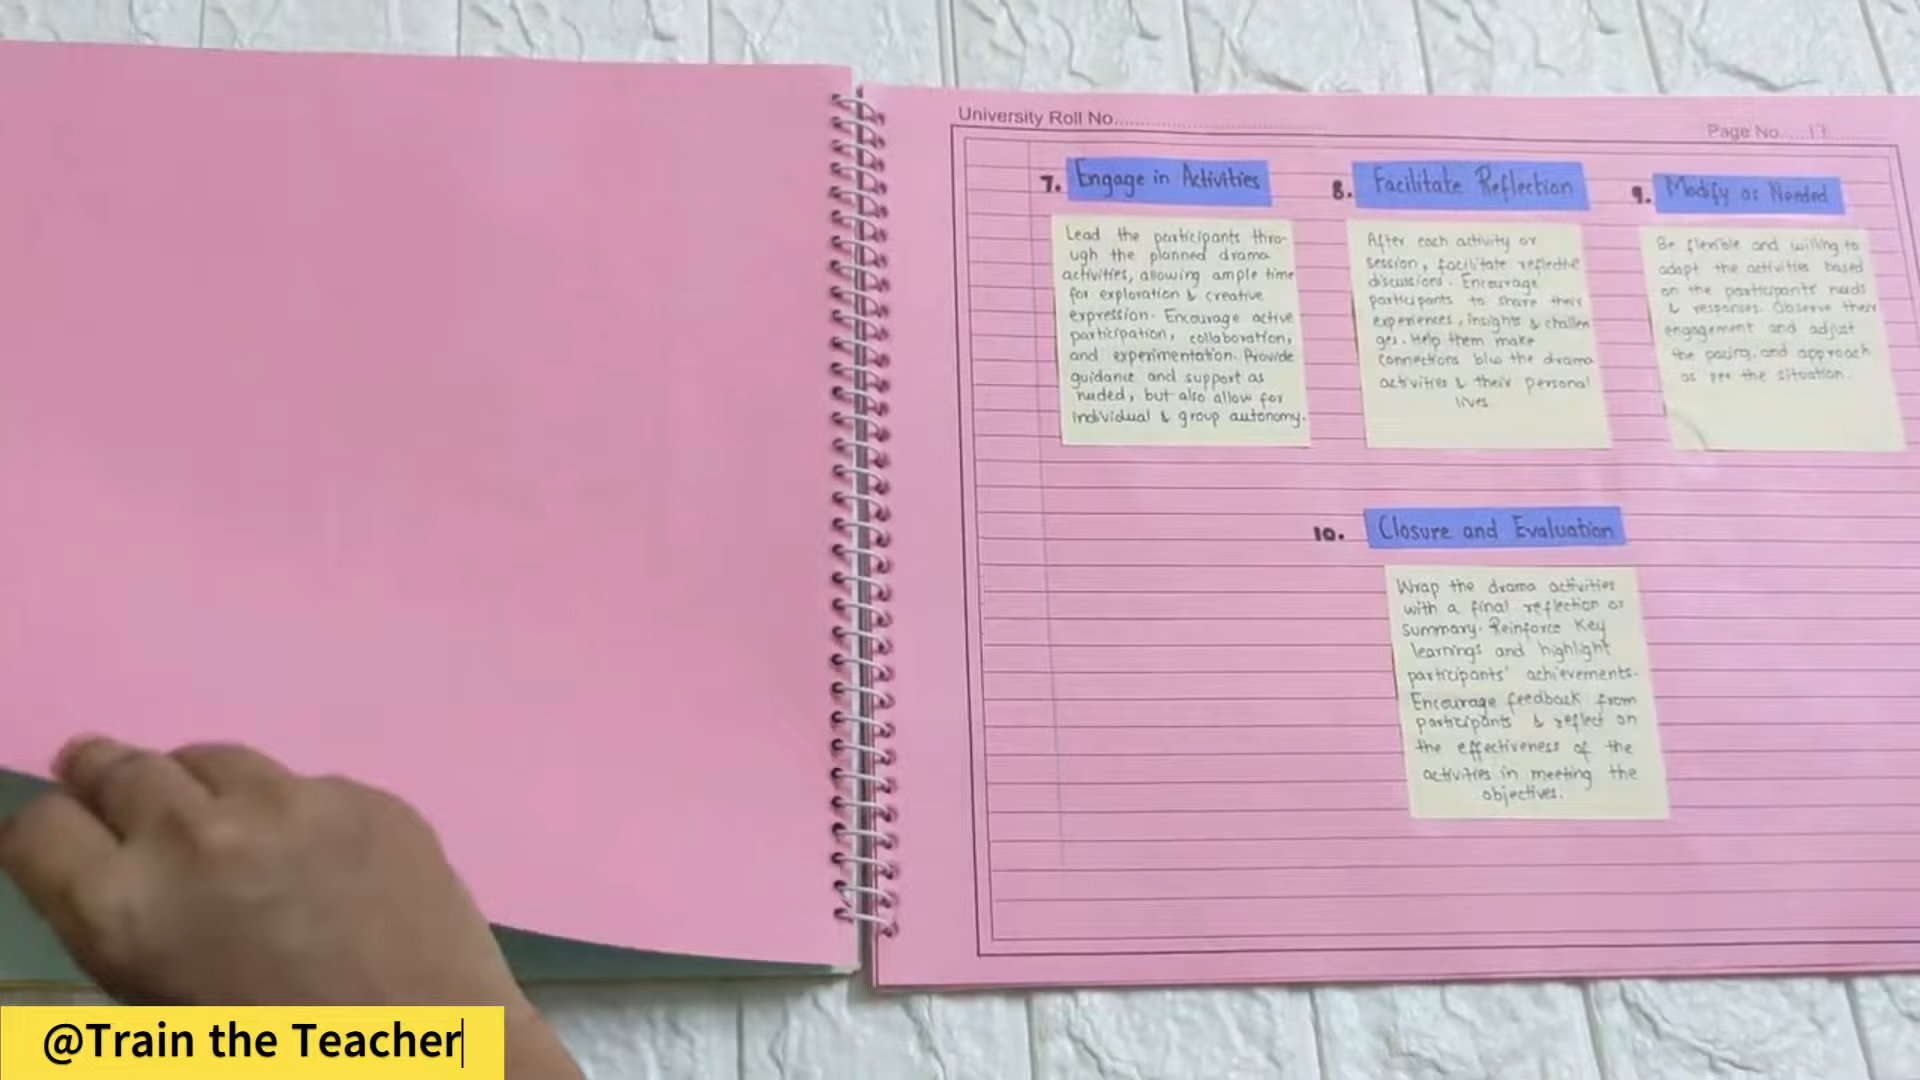 University Roll No.
Page No. 17
7. Engage in Activities
Lead the participants thro-
ugh the planned drama
activities, allowing ample time
for exploration & creative
expression. Encourage active
participation, collaboration,
and experimentation. Provide
guidance and support as
needed, but also allow for
individual & group autonomy.
8. Facilitate Reflection
After each activity or
session, facilitate reflective
discussions. Encourage
participants to share their
experiences, insights & challen
ges. Help them make
connections b/w the drama
activities & their personal
lives.
9. Modify as Needed
Be flexible and willing to
adapt the activities based
on the participants' needs
& responses. Observe their
engagement and adjust
the pacing, and approach
as per the situation.
10. Closure and Evaluation
Wrap the drama activities
with a final reflection or
summary. Reinforce key
learnings and highlight
participants' achievements.
Encourage feedback from
participants & reflect on
the effectiveness of the
activities in meeting the
objectives.
@Train the Teacher